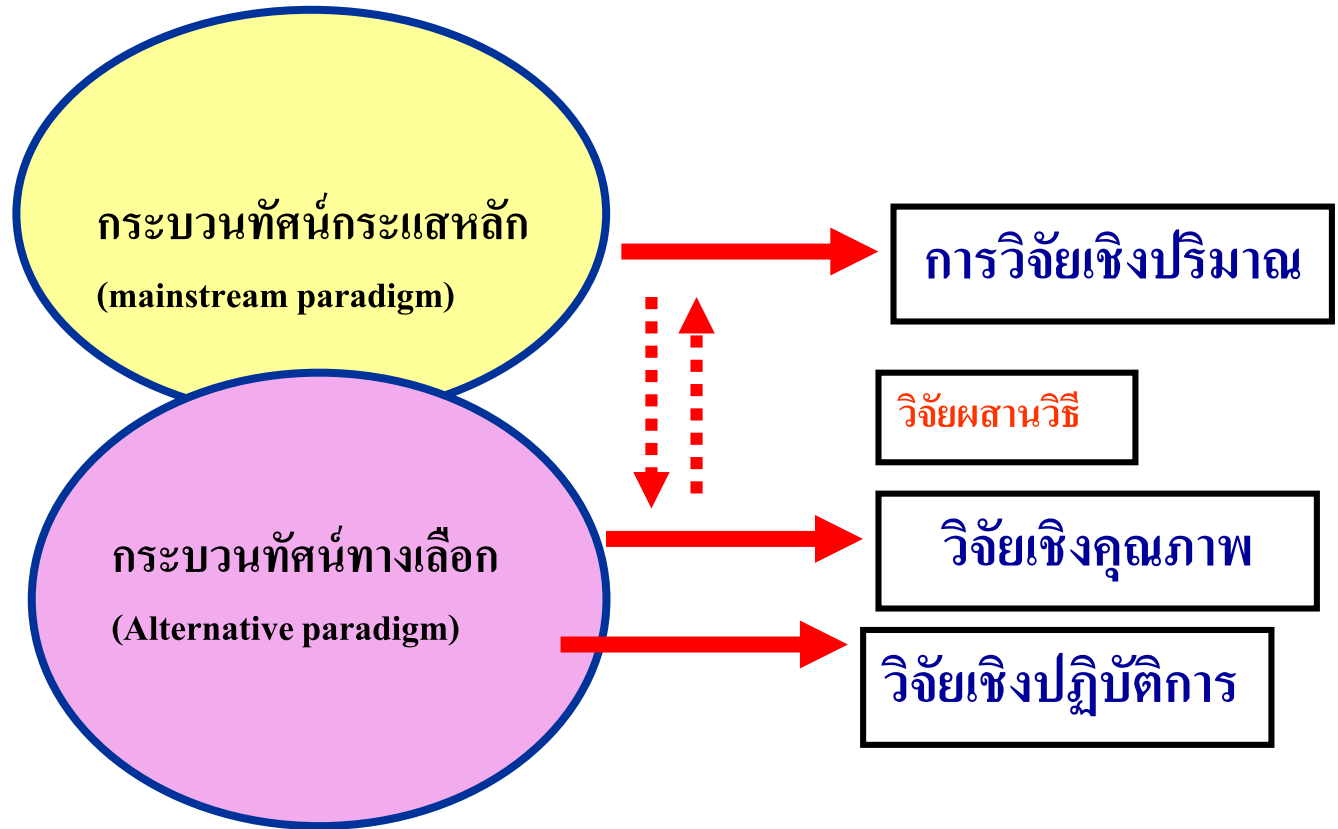 กระบวนทัศน์กระแสหลัก
(mainstream paradigm)
การวิจัยเชิงปริมาณ
วิจัยผสานวิธี
กระบวนทัศน์ทางเลือก
(Alternative paradigm)
วิจัยเชิงคุณภาพ
วิจัยเชิงปฏิบัติการ